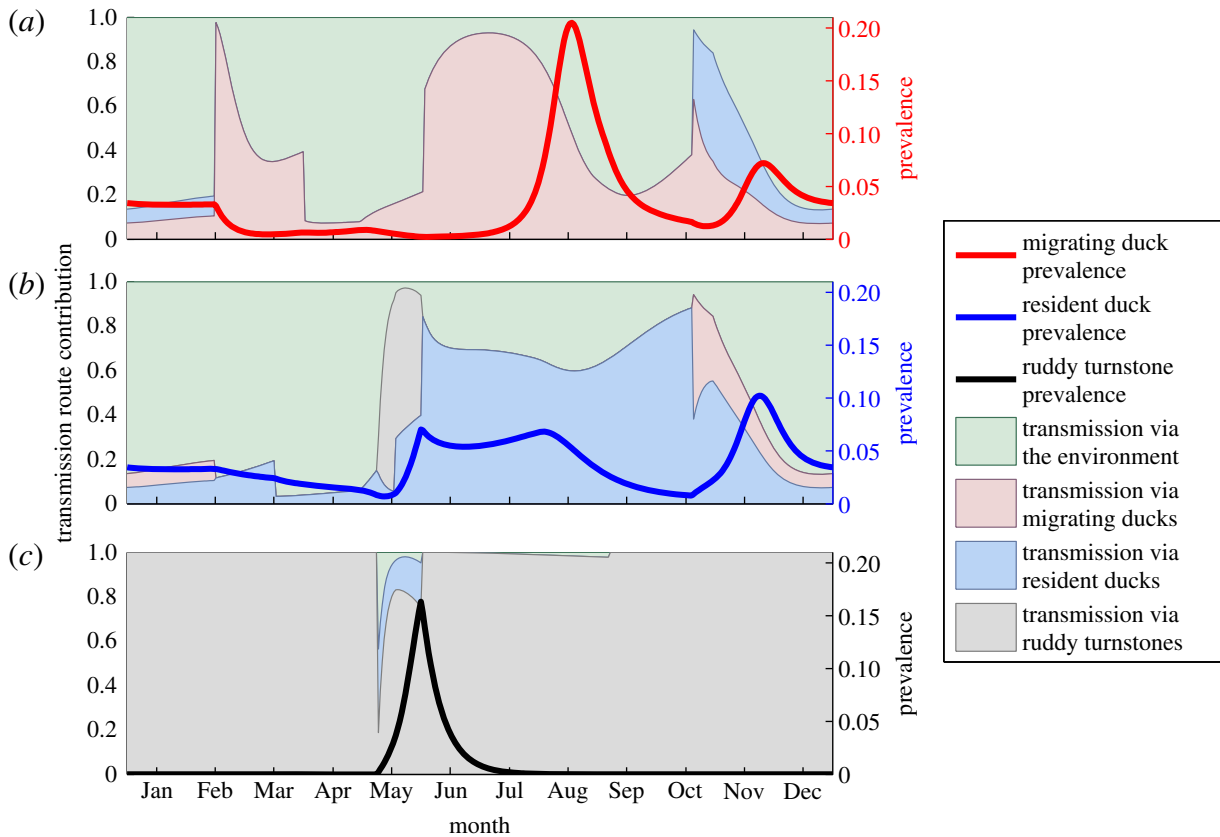 (a)
1.0
0.8
0.6
0.4
0.2
0
0.20
0.15
0.10
0.05
0
prevalence
(b)
1.0
0.8
0.6
0.4
0.2
0
0.20
0.15
0.10
0.05
0
prevalence
transmission route contribution
(c)
1.0
0.8
0.6
0.4
0.2
0
0.20
0.15
0.10
0.05
0
prevalence
Jan Feb Mar Apr May Jun Jul Aug Sep Oct Nov Dec
month
migrating duck
prevalence
resident duck
prevalence
ruddy turnstone
prevalence
transmission via
the environment
transmission via
migrating ducks
transmission via
resident ducks
transmission via
ruddy turnstones